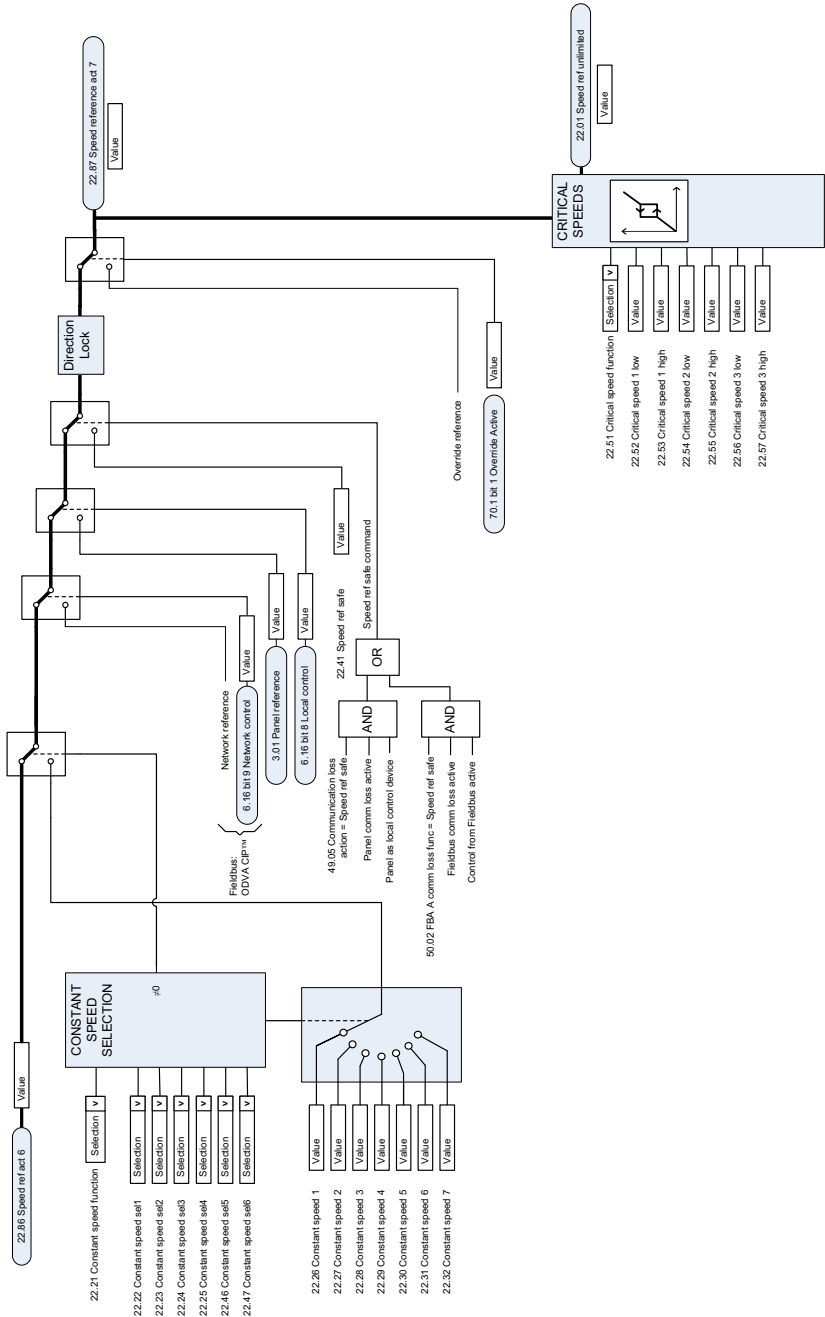 22.86 Speed ref act 6
Value
22.21 Constant speed function
Selection
v
22.22 Constant speed sel1
Selection
v
22.23 Constant speed sel2
Selection
v
22.24 Constant speed sel3
Selection
v
22.25 Constant speed sel4
Selection
v
22.46 Constant speed sel5
Selection
v
22.47 Constant speed sel6
Selection
v
CONSTANT
SPEED
SELECTION
≠0
22.26 Constant speed 1
Value
22.27 Constant speed 2
Value
22.28 Constant speed 3
Value
22.29 Constant speed 4
Value
22.30 Constant speed 5
Value
22.31 Constant speed 6
Value
22.32 Constant speed 7
Value
Network reference
Fieldbus:
ODVA CIP™
6.16 bit 9 Network control
Value
3.01 Panel reference
Value
6.16 bit 8 Local control
Value
49.05 Communication loss
action = Speed ref safe
Panel comm loss active
Panel as local control device
AND
50.02 FBA A comm loss func = Speed ref safe
Fieldbus comm loss active
Control from Fieldbus active
AND
OR
22.41 Speed ref safe
Value
Speed ref safe command
Direction
Lock
Override reference
70.1 bit 1 Override Active
Value
22.87 Speed reference act 7
Value
22.51 Critical speed function
Selection
v
22.52 Critical speed 1 low
Value
22.53 Critical speed 1 high
Value
22.54 Critical speed 2 low
Value
22.55 Critical speed 2 high
Value
22.56 Critical speed 3 low
Value
22.57 Critical speed 3 high
Value
CRITICAL
SPEEDS
22.01 Speed ref unlimited
Value